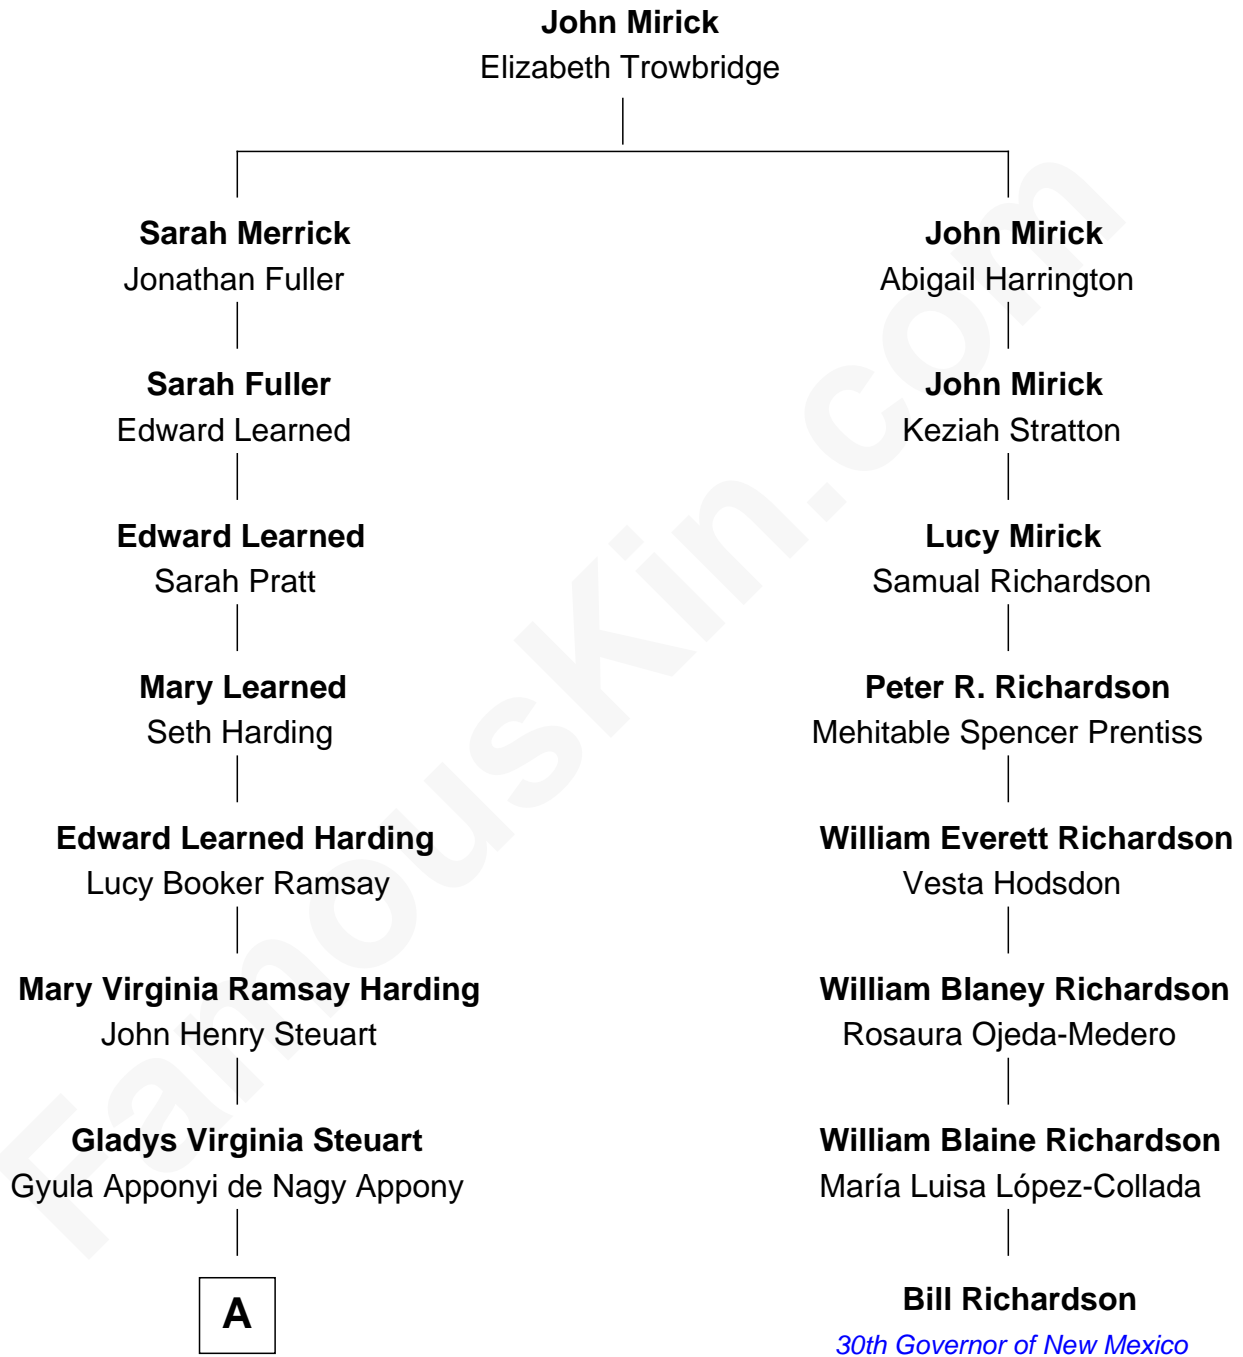 John Mirick
Elizabeth Trowbridge
Sarah Merrick
Jonathan Fuller
Sarah Fuller
Edward Learned
Edward Learned
Sarah Pratt
Mary Learned
Seth Harding
Edward Learned Harding
Lucy Booker Ramsay
Mary Virginia Ramsay Harding
John Henry Steuart
Gladys Virginia Steuart
Gyula Apponyi de Nagy Appony
A
John Mirick
Abigail Harrington
John Mirick
Keziah Stratton
Lucy Mirick
Samual Richardson
Peter R. Richardson
Mehitable Spencer Prentiss
William Everett Richardson
Vesta Hodsdon
William Blaney Richardson
Rosaura Ojeda-Medero
William Blaine Richardson
María Luisa López-Collada
Bill Richardson
30th Governor of New Mexico
FamousKin.com